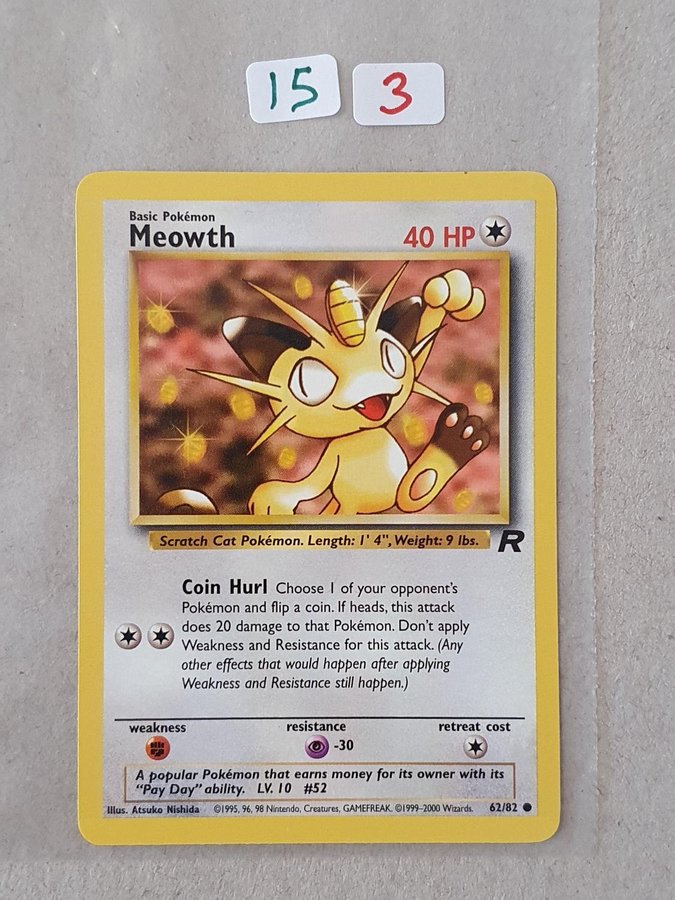 15 3
Basic Pokémon
Meowth 40 HP
Scratch Cat Pokémon. Length: 1' 4", Weight: 9 lbs. R
Coin Hurl Choose 1 of your opponent's
Pokémon and flip a coin. If heads, this attack
does 20 damage to that Pokémon. Don't apply
Weakness and Resistance for this attack. (Any
other effects that would happen after applying
Weakness and Resistance still happen.)
weakness resistance retreat cost
-30
A popular Pokémon that earns money for its owner with its
"Pay Day" ability. LV. 10 #52
Illus. Atsuko Nishida ©1995, 96, 98 Nintendo, Creatures, GAMEFREAK. ©1999–2000 Wizards. 62/82